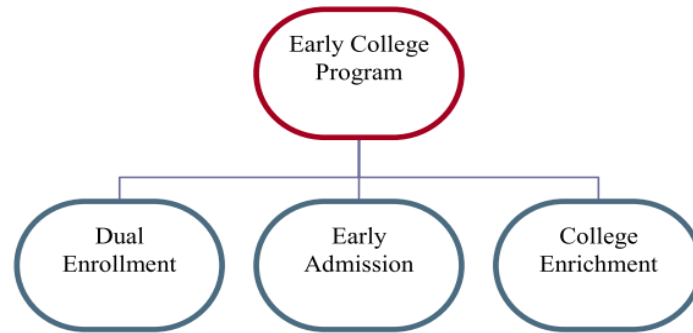 Early College
Program
Dual
Enrollment
Early
Admission
College
Enrichment